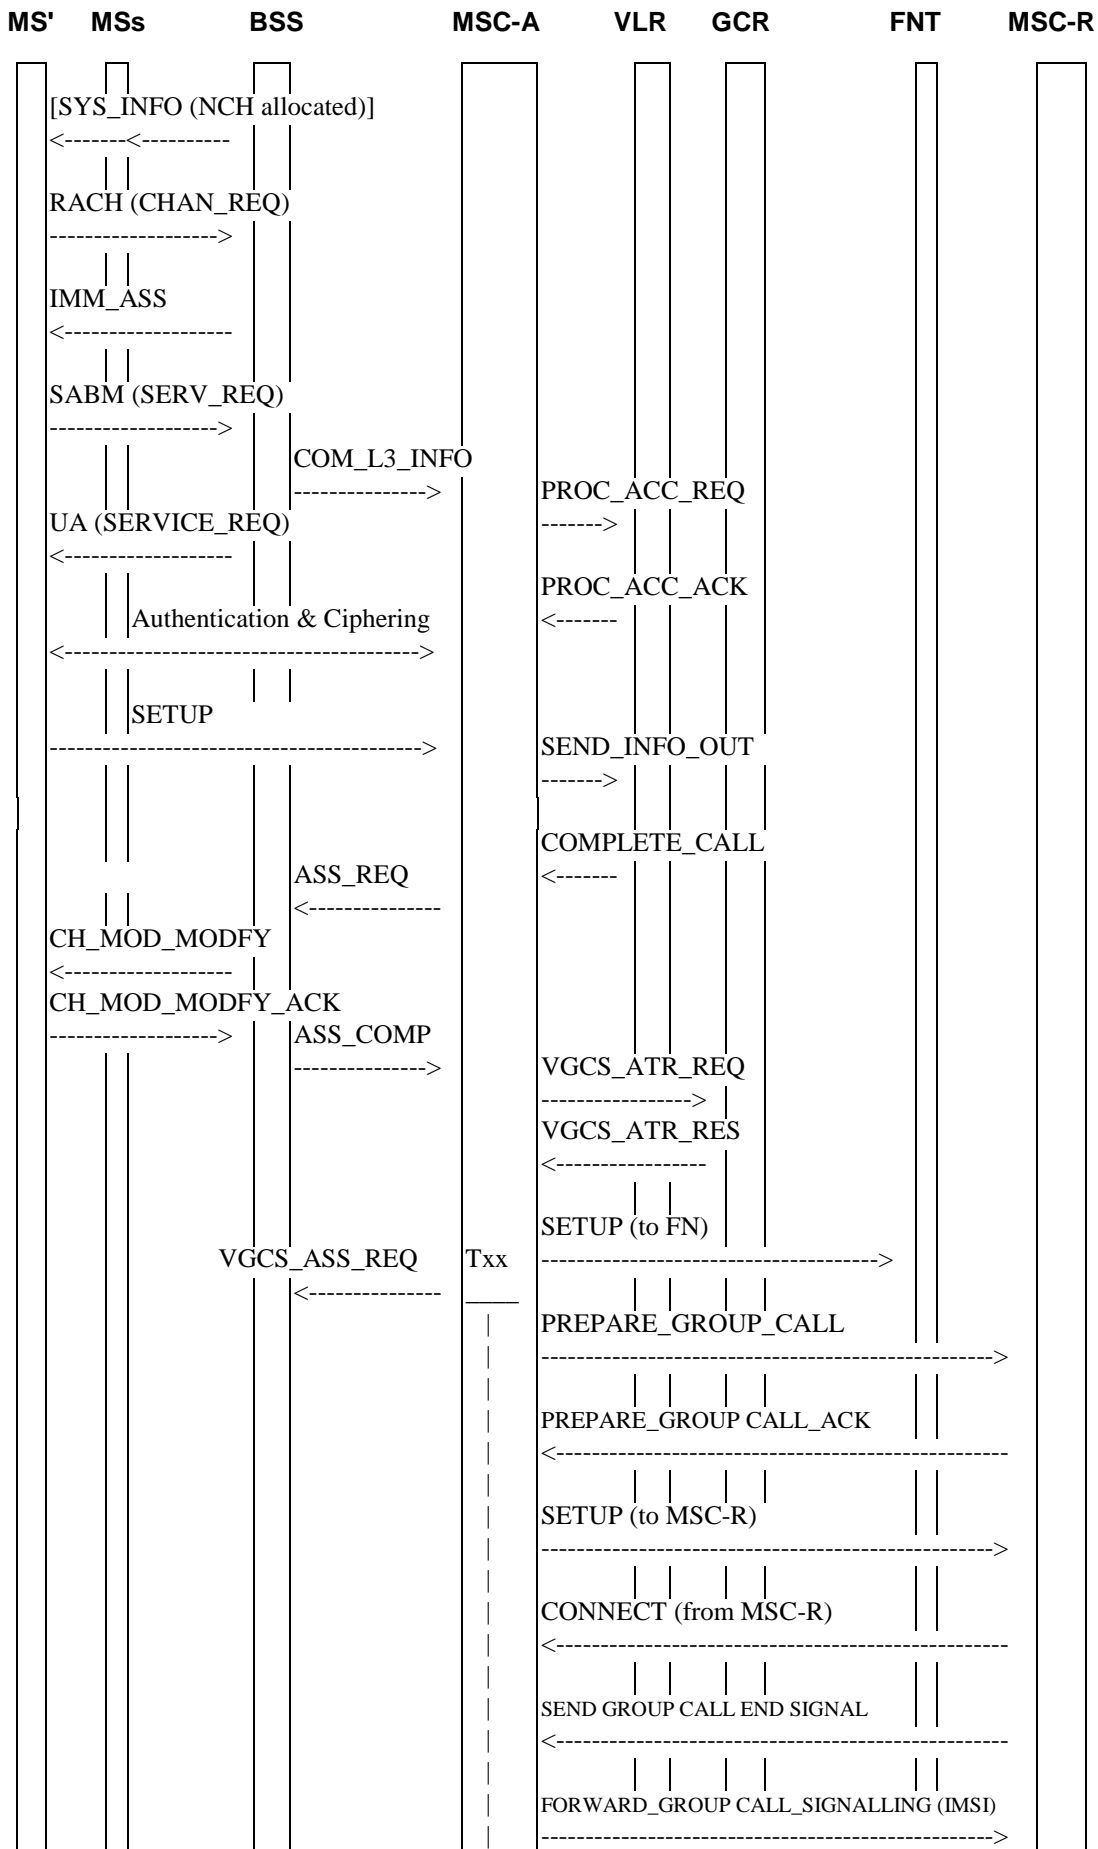 MS' MSs BSS MSC-A VLR GCR FNT MSC-R
[SYS_INFO (NCH allocated)]
<-------<----------
RACH (CHAN_REQ)
------------------->
IMM_ASS
<-------------------
SABM (SERV_REQ)
------------------->
COM_L3_INFO
---------------> PROC_ACC_REQ
UA (SERVICE_REQ) ------->
<-------------------
PROC_ACC_ACK
Authentication & Ciphering <-------
<---------------------------------------->
SETUP
------------------------------------------> SEND_INFO_OUT
------->
COMPLETE_CALL
ASS_REQ <-------
<---------------
CH_MOD_MODFY
<-------------------
CH_MOD_MODFY_ACK
-------------------> ASS_COMP
---------------> VGCS_ATR_REQ
----------------->
VGCS_ATR_RES
<-----------------
SETUP (to FN)
VGCS_ASS_REQ Txx -------------------------------------->
<--------------- ____
| PREPARE_GROUP_CALL
| --------------------------------------------------->
|
| PREPARE_GROUP CALL_ACK
| <---------------------------------------------------
|
| SETUP (to MSC-R)
| --------------------------------------------------->
|
| CONNECT (from MSC-R)
| <---------------------------------------------------
|
| SEND GROUP CALL END SIGNAL
| <---------------------------------------------------
|
| FORWARD_GROUP CALL_SIGNALLING (IMSI)
| --------------------------------------------------->